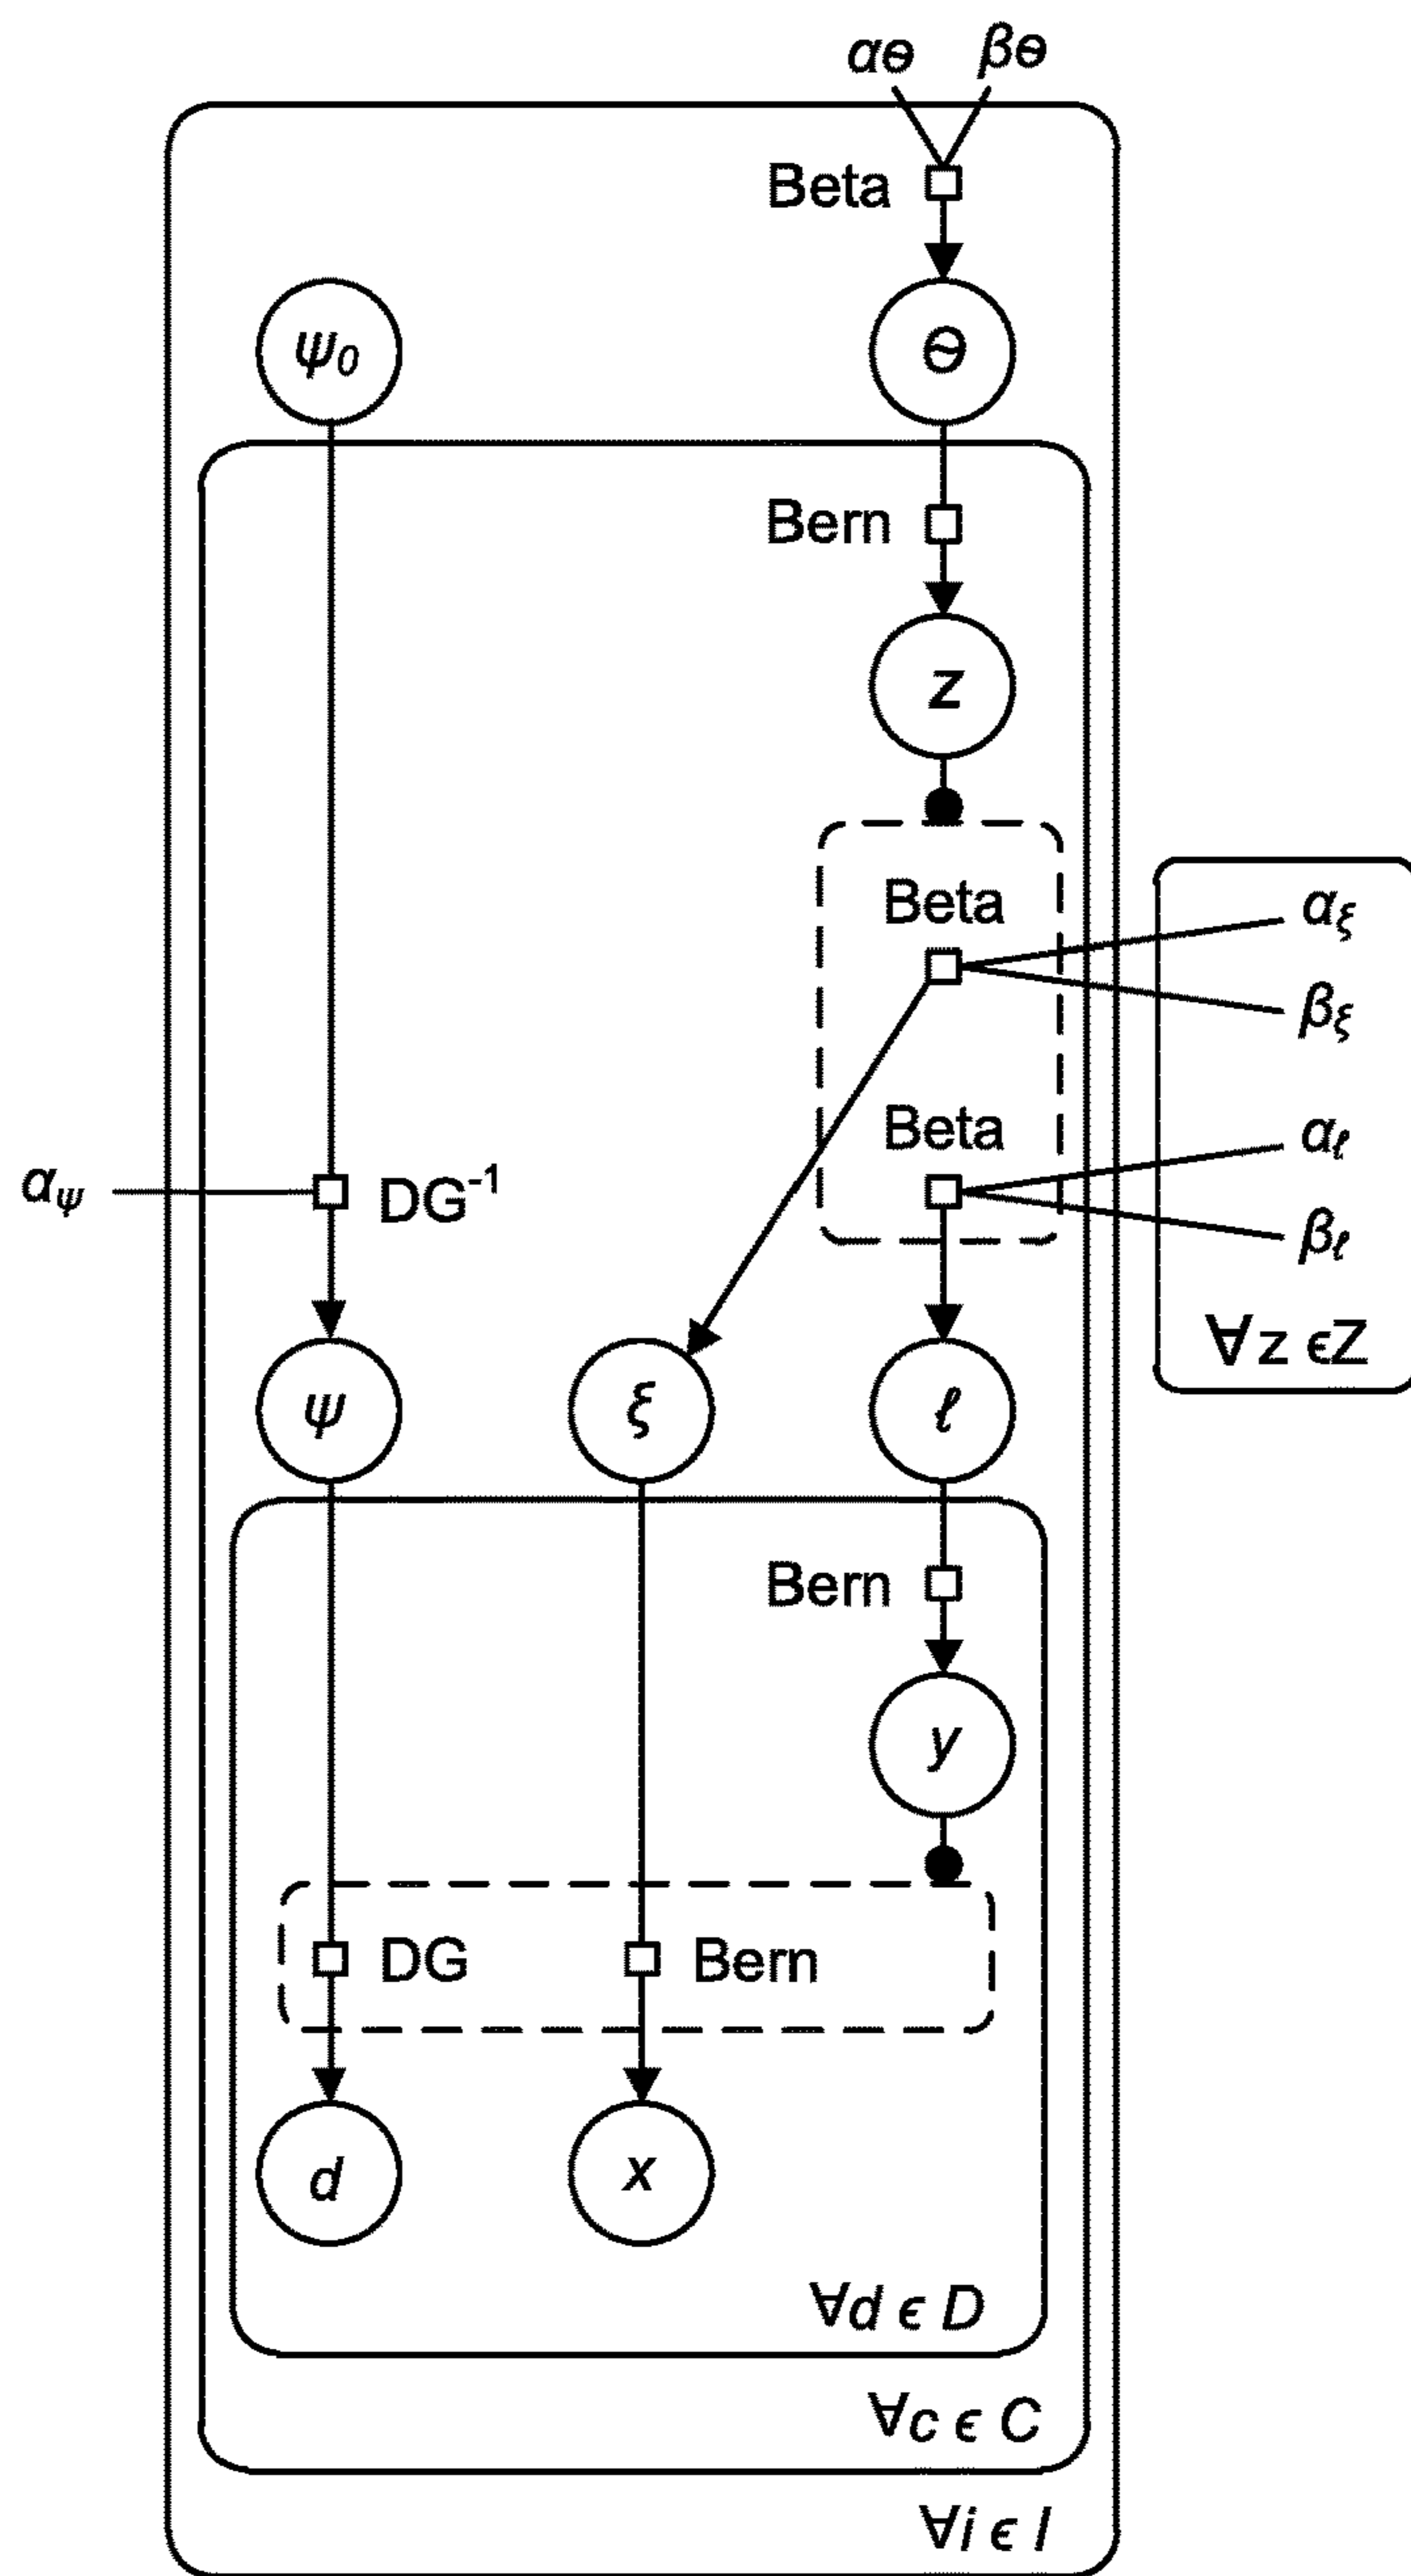 αΘ βΘ
Beta
ψ0 Θ
Bern
z
Beta
αξ
βξ
Beta
αℓ
βℓ
αψ DG-1
∀z ϵZ
ψ ξ ℓ
Bern
y
DG Bern
d x
∀d ϵ D
∀c ϵ C
∀i ϵ I